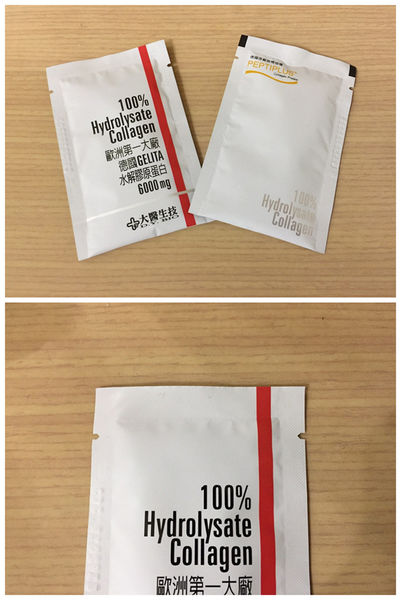 100%
Hydrolysate
Collagen
歐洲第一大廠
德國GELITA
水解膠原蛋白
6000mg
大醫生技
D.Y BIO
PEPTIPLUS
100%
Hydrolysate
Collagen
100%
Hydrolysate
Collagen
歐洲第一大廠